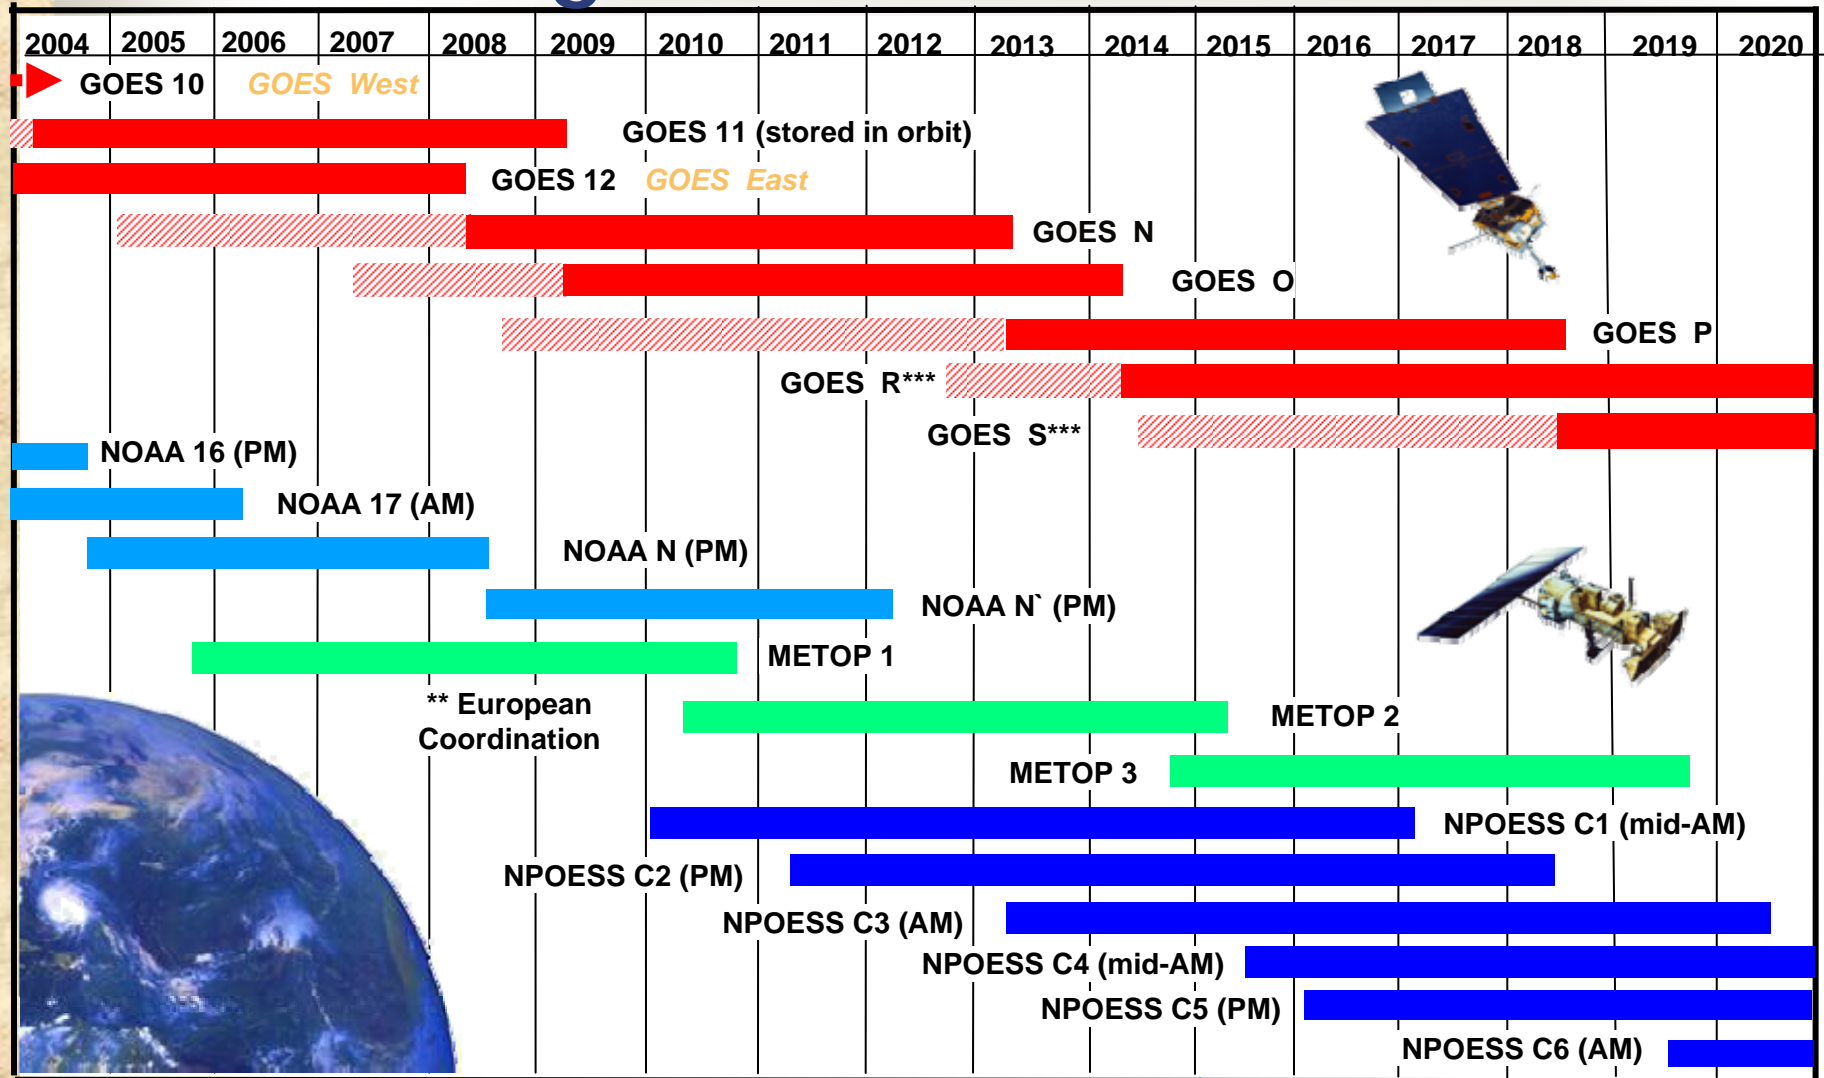 2004 2005 2006 2007 2008 2009 2010 2011 2012 2013 2014 2015 2016 2017 2018 2019 2020
GOES 10 GOES West
GOES 11 (stored in orbit)
GOES 12 GOES East
GOES N
GOES O
GOES P
GOES R***
GOES S***
NOAA 16 (PM)
NOAA 17 (AM)
NOAA N (PM)
NOAA N` (PM)
METOP 1
** European
Coordination
METOP 2
METOP 3
NPOESS C1 (mid-AM)
NPOESS C2 (PM)
NPOESS C3 (AM)
NPOESS C4 (mid-AM)
NPOESS C5 (PM)
NPOESS C6 (AM)